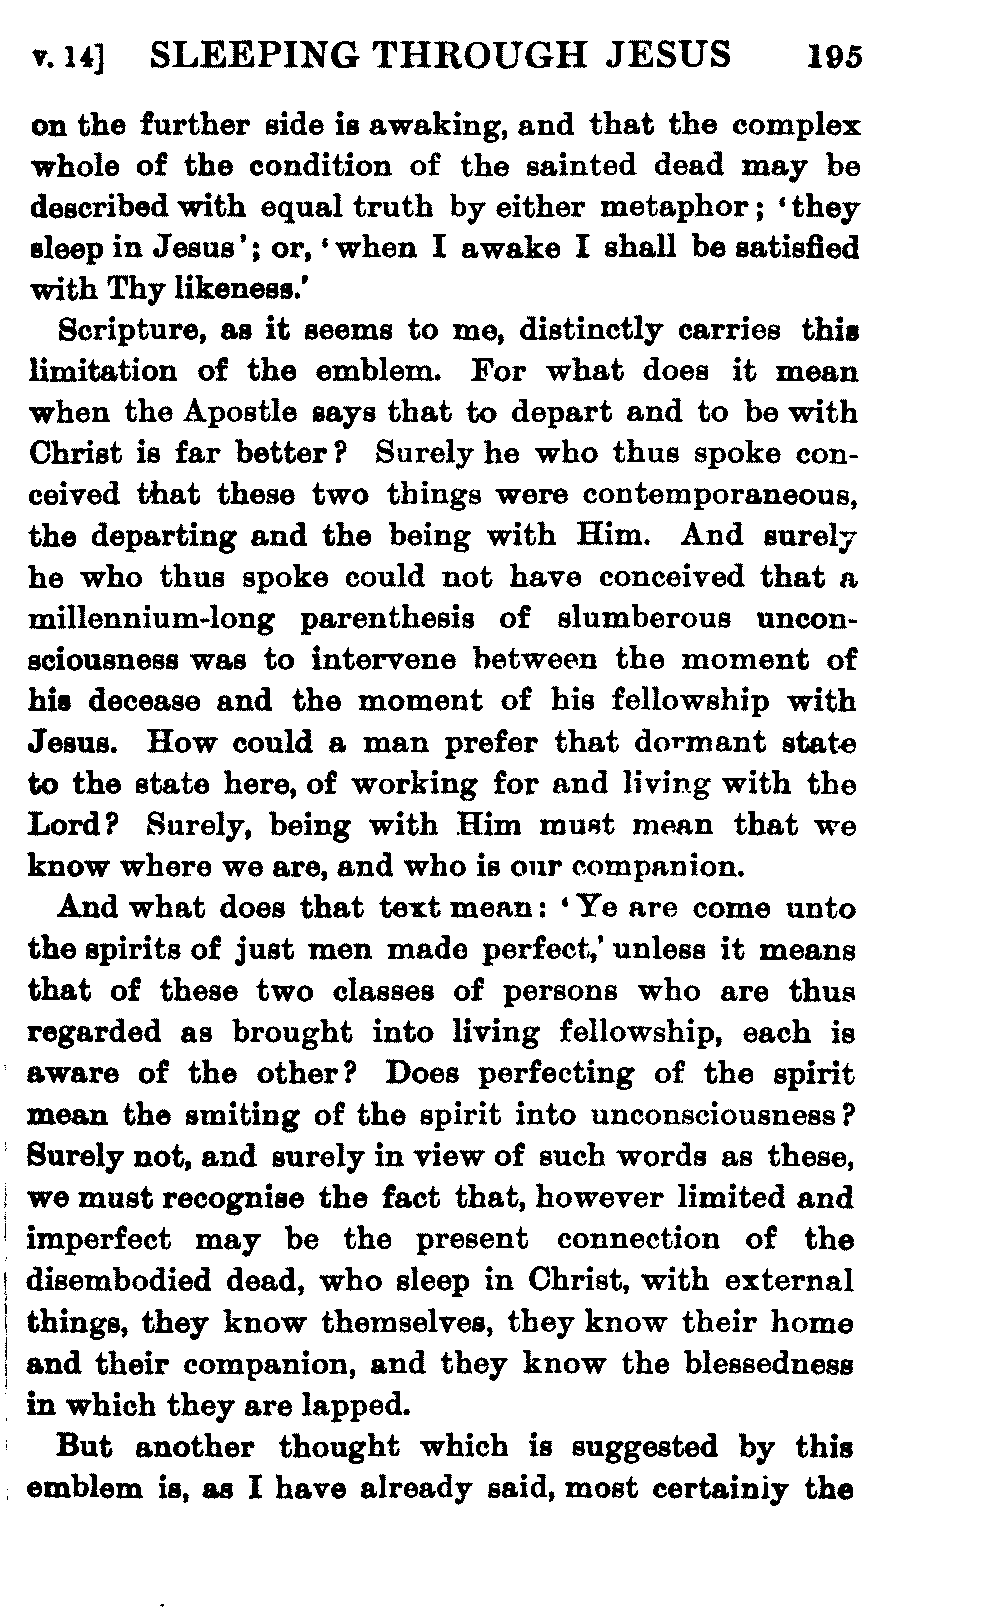 v. 14] SLEEPING THROUGH JESUS 195
on the further side is awaking, and that the complex
whole of the condition of the sainted dead may be
described with equal truth by either metaphor; 'they
sleep in Jesus'; or, 'when I awake I shall be satisfied
with Thy likeness.'
Scripture, as it seems to me, distinctly carries this
limitation of the emblem. For what does it mean
when the Apostle says that to depart and to be with
Christ is far better? Surely he who thus spoke con-
ceived that these two things were contemporaneous,
the departing and the being with Him. And surely
he who thus spoke could not have conceived that a
millennium-long parenthesis of slumberous uncon-
sciousness was to intervene between the moment of
his decease and the moment of his fellowship with
Jesus. How could a man prefer that dormant state
to the state here, of working for and living with the
Lord? Surely, being with Him must mean that we
know where we are, and who is our companion.
And what does that text mean: 'Ye are come unto
the spirits of just men made perfect,' unless it means
that of these two classes of persons who are thus
regarded as brought into living fellowship, each is
aware of the other? Does perfecting of the spirit
mean the smiting of the spirit into unconsciousness?
Surely not, and surely in view of such words as these,
we must recognise the fact that, however limited and
imperfect may be the present connection of the
disembodied dead, who sleep in Christ, with external
things, they know themselves, they know their home
and their companion, and they know the blessedness
in which they are lapped.
But another thought which is suggested by this
emblem is, as I have already said, most certainly the